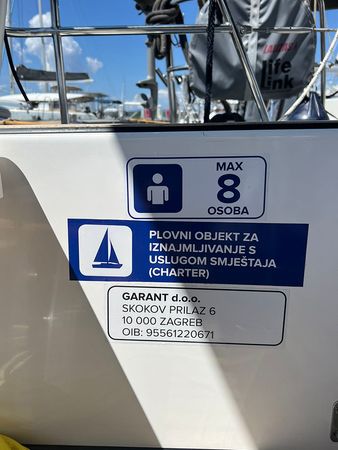 life
link
MAX
8
OSOBA
PLOVNI OBJEKT ZA
IZNAJMLJIVANJE S
USLUGOM SMJEŠTAJA
(CHARTER)
GARANT d.o.o.
SKOKOV PRILAZ 6
10 000 ZAGREB
OIB: 95561220671